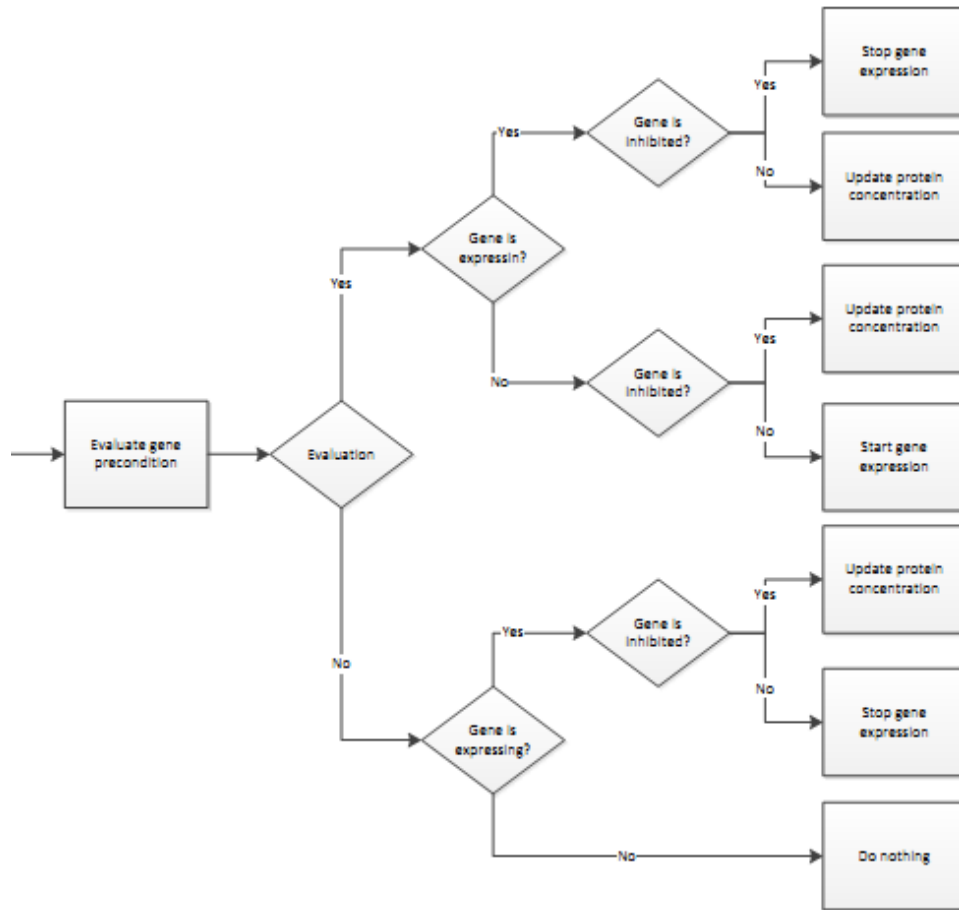 Stop gene
expression
Yes
Gene is
inhibited?
Yes
No
Update protein
concentration
Gene is
expressin?
Yes
Update protein
concentration
Yes
No
Gene is
inhibited?
No
Start gene
expression
Evaluate gene
precondition
Evaluation
Update protein
concentration
Yes
Gene is
inhibited?
Yes
No
No
Stop gene
expression
Gene is
expressing?
No
Do nothing